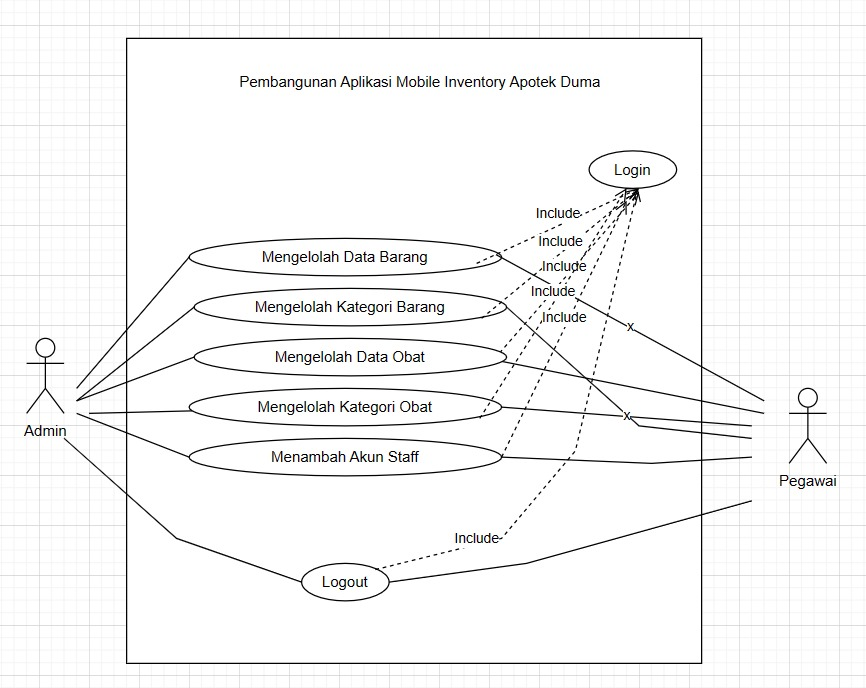 Pembangunan Aplikasi Mobile Inventory Apotek Duma
Login
Include
Include
Include
Include
Include
Mengelolah Data Barang
Mengelolah Kategori Barang
Mengelolah Data Obat
Mengelolah Kategori Obat
Menambah Akun Staff
x
x
Admin
Pegawai
Include
Logout